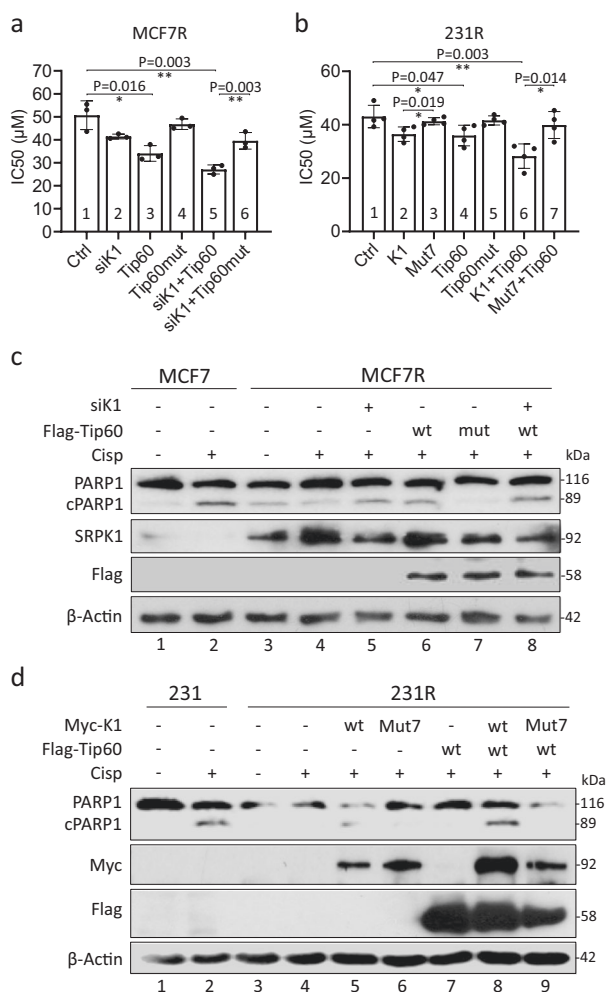 a
MCF7R
P=0.003
**
P=0.016
*
P=0.003
**
IC50 (µM)
70
60
50
40
30
20
10
0
1 2 3 4 5 6
Ctrl
siK1
Tip60
Tip60mut
siK1+Tip60
siK1+Tip60mut
b
231R
P=0.003
**
P=0.047
*
P=0.019
*
P=0.014
*
IC50 (µM)
60
50
40
30
20
10
0
1 2 3 4 5 6 7
Ctrl
K1
Mut7
Tip60
Tip60mut
K1+Tip60
Mut7+Tip60
c
MCF7 MCF7R
siK1 - - - - + - - +
Flag-Tip60 - - - - - wt mut wt
Cisp - + - + + + + +
kDa
PARP1 -116
cPARP1 -89
SRPK1 -92
Flag -58
β-Actin -42
1 2 3 4 5 6 7 8
d
231 231R
Myc-K1 - - - - wt Mut7 - wt Mut7
Flag-Tip60 - - - - - - wt wt wt
Cisp - + - + + + + + +
kDa
PARP1 -116
cPARP1 -89
Myc -92
Flag -58
β-Actin -42
1 2 3 4 5 6 7 8 9